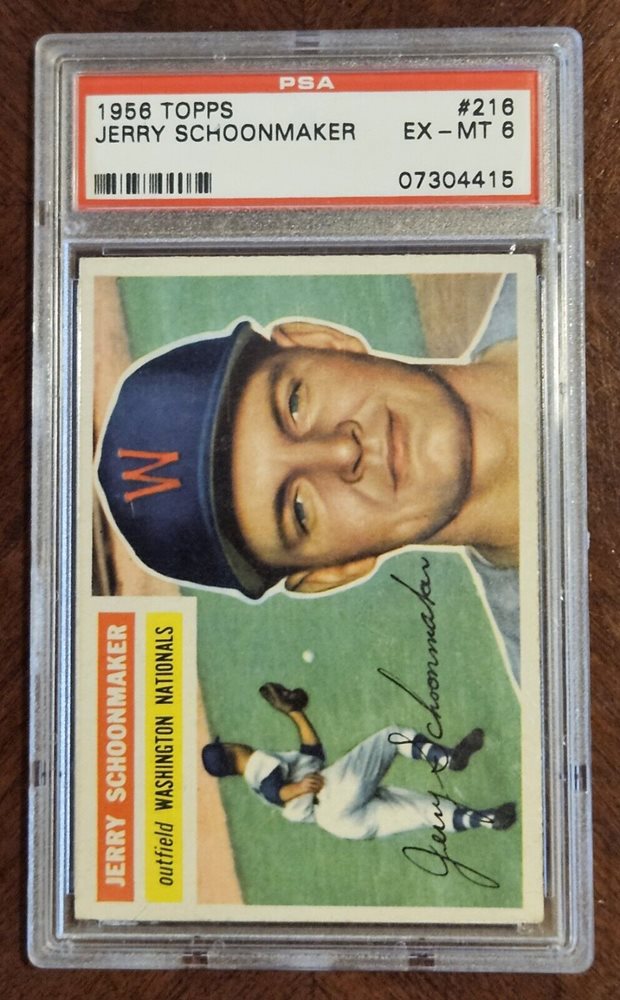 PSA
1956 TOPPS #216
JERRY SCHOONMAKER EX-MT 6
07304415
W
JERRY SCHOONMAKER
outfield WASHINGTON NATIONALS
Jerry Schoonmaker